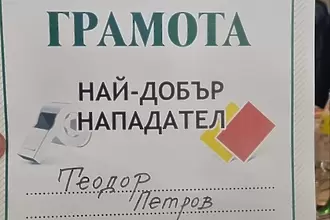 ГРАМОТА
НАЙ-ДОБЪР
НАПАДАТЕЛ
Теодор
Петров